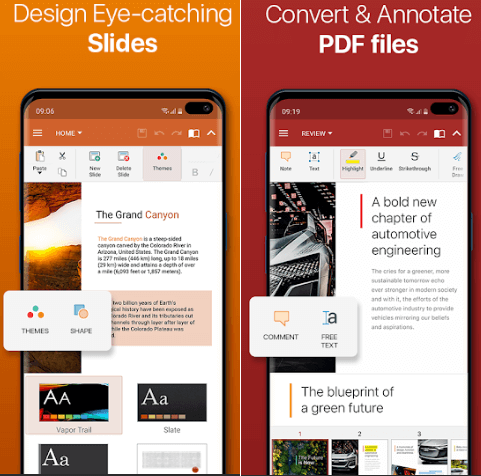 Design Eye-catching
Slides
09:06
HOME
Paste
New
Slide
Delete
Slide
Themes
B I
The Grand Canyon
The Grand Canyon is a steep-sided
canyon carved by the Colorado River in
Arizona, United States. The Grand Canyon
is 277 miles (446 km) long, up to 18 miles
(29 km) wide and attains a depth of over
a mile (6,093 feet or 1,857 meters).
two billion years of Earth's
history have been exposed as
Colorado River and its tributaries cut
channels through layer after layer of
while the Colorado Plateau was
THEMES
SHAPE
Aa
Vapor Trail
Aa
Slate
Aa
Convert & Annotate
PDF files
09:19
REVIEW
Note
Text
Highlight
Underline
Strikethrough
Free
A bold new
chapter of
automotive
engineering
The cries for a greener, more
sustainable tomorrow echo
ever stronger in modern society
and with it, the efforts of the
automotive industry to provide
vehicles mirroring our beliefs
and aspirations.
COMMENT
FREE
TEXT
The blueprint of
a green future
1
2
3
The Future
is New